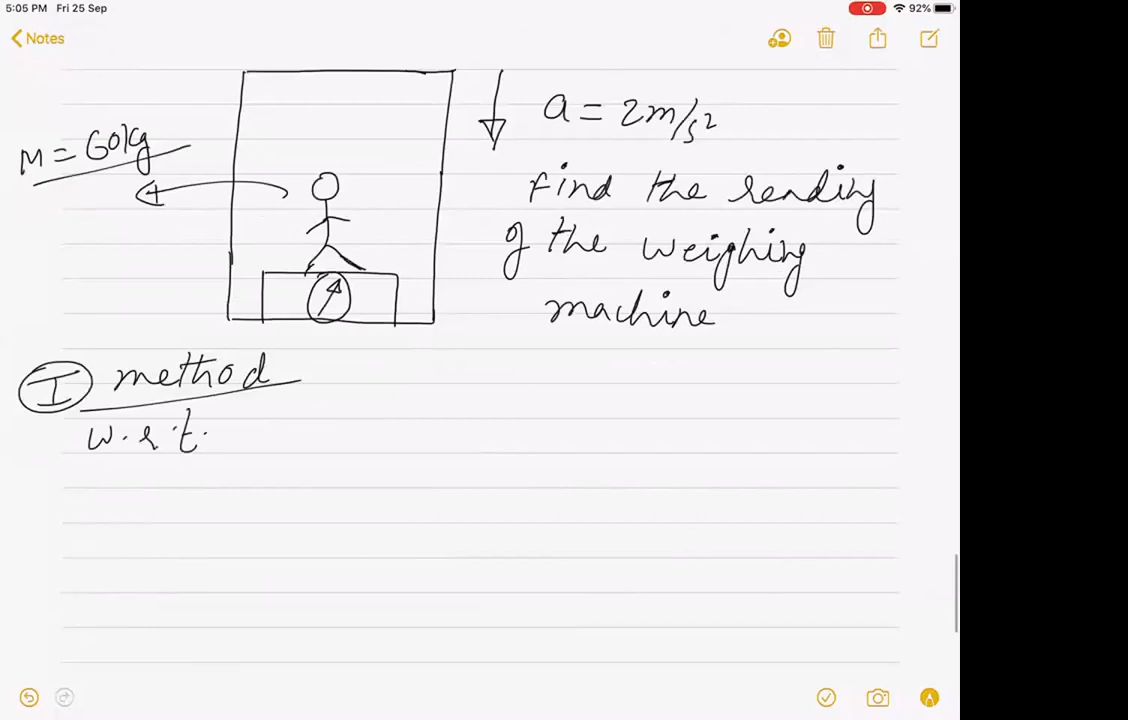 5:05 PM Fri 25 Sep
92%
Notes
M = 60kg
a = 2m/s²
Find the reading
of the weighing
machine
I method
w.r.t.